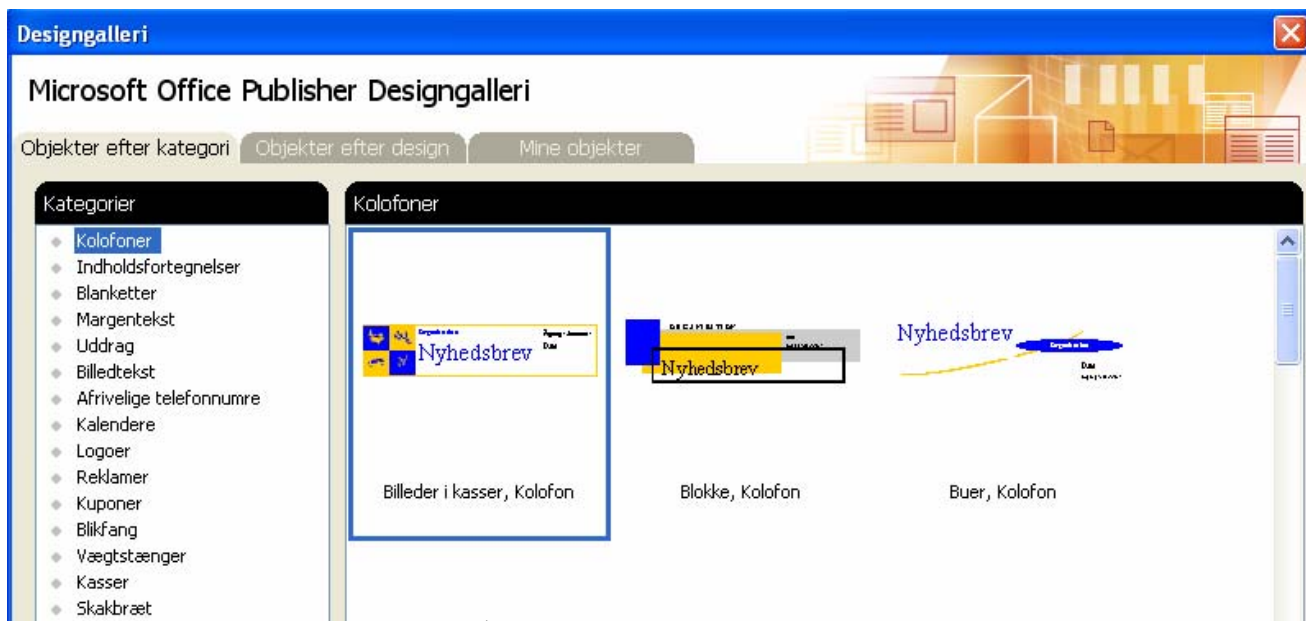 Designgalleri
Microsoft Office Publisher Designgalleri
Objekter efter kategori
Objekter efter design
Mine objekter
Kategorier
Kolofoner
Indholdsfortegnelser
Blanketter
Margentekst
Uddrag
Billedtekst
Afrivelige telefonnumre
Kalendere
Logoer
Reklamer
Kuponer
Blikfang
Vægtstænger
Kasser
Skakbræt
Kolofoner
Nyhedsbrev
Billeder i kasser, Kolofon
Nyhedsbrev
Blokke, Kolofon
Nyhedsbrev
Buer, Kolofon